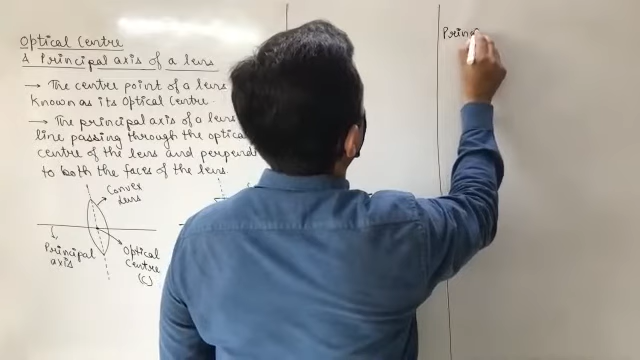 Optical Centre
& Principal axis of a lens
→ The center point of a lens
known as its Optical Centre.
→ The principal axis of a lens
line passing through the optical
centre of the lens and perpendi
to both the faces of the lens.
Convex
lens
Principal
axis
Optical
Centre
(C)
Princi